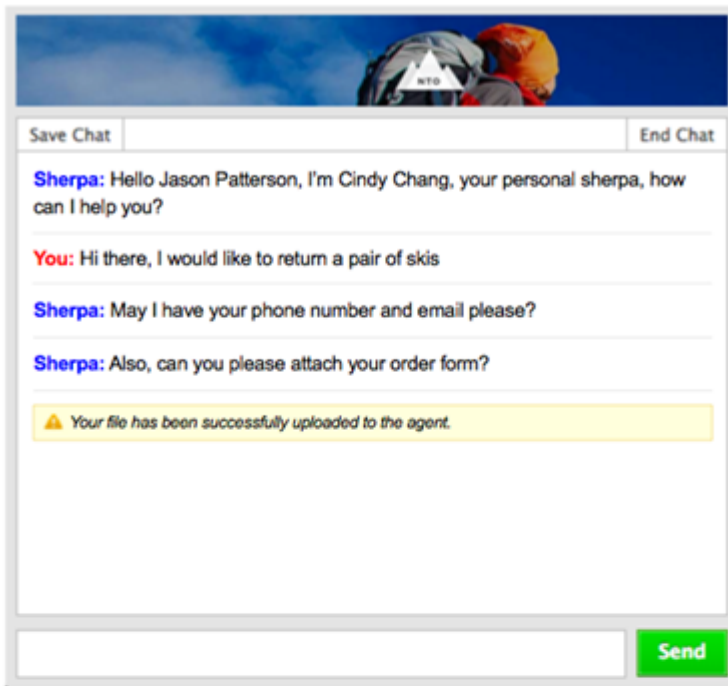 NTO
Save Chat
End Chat
Sherpa: Hello Jason Patterson, I'm Cindy Chang, your personal sherpa, how
can I help you?
You: Hi there, I would like to return a pair of skis
Sherpa: May I have your phone number and email please?
Sherpa: Also, can you please attach your order form?
Your file has been successfully uploaded to the agent.
Send